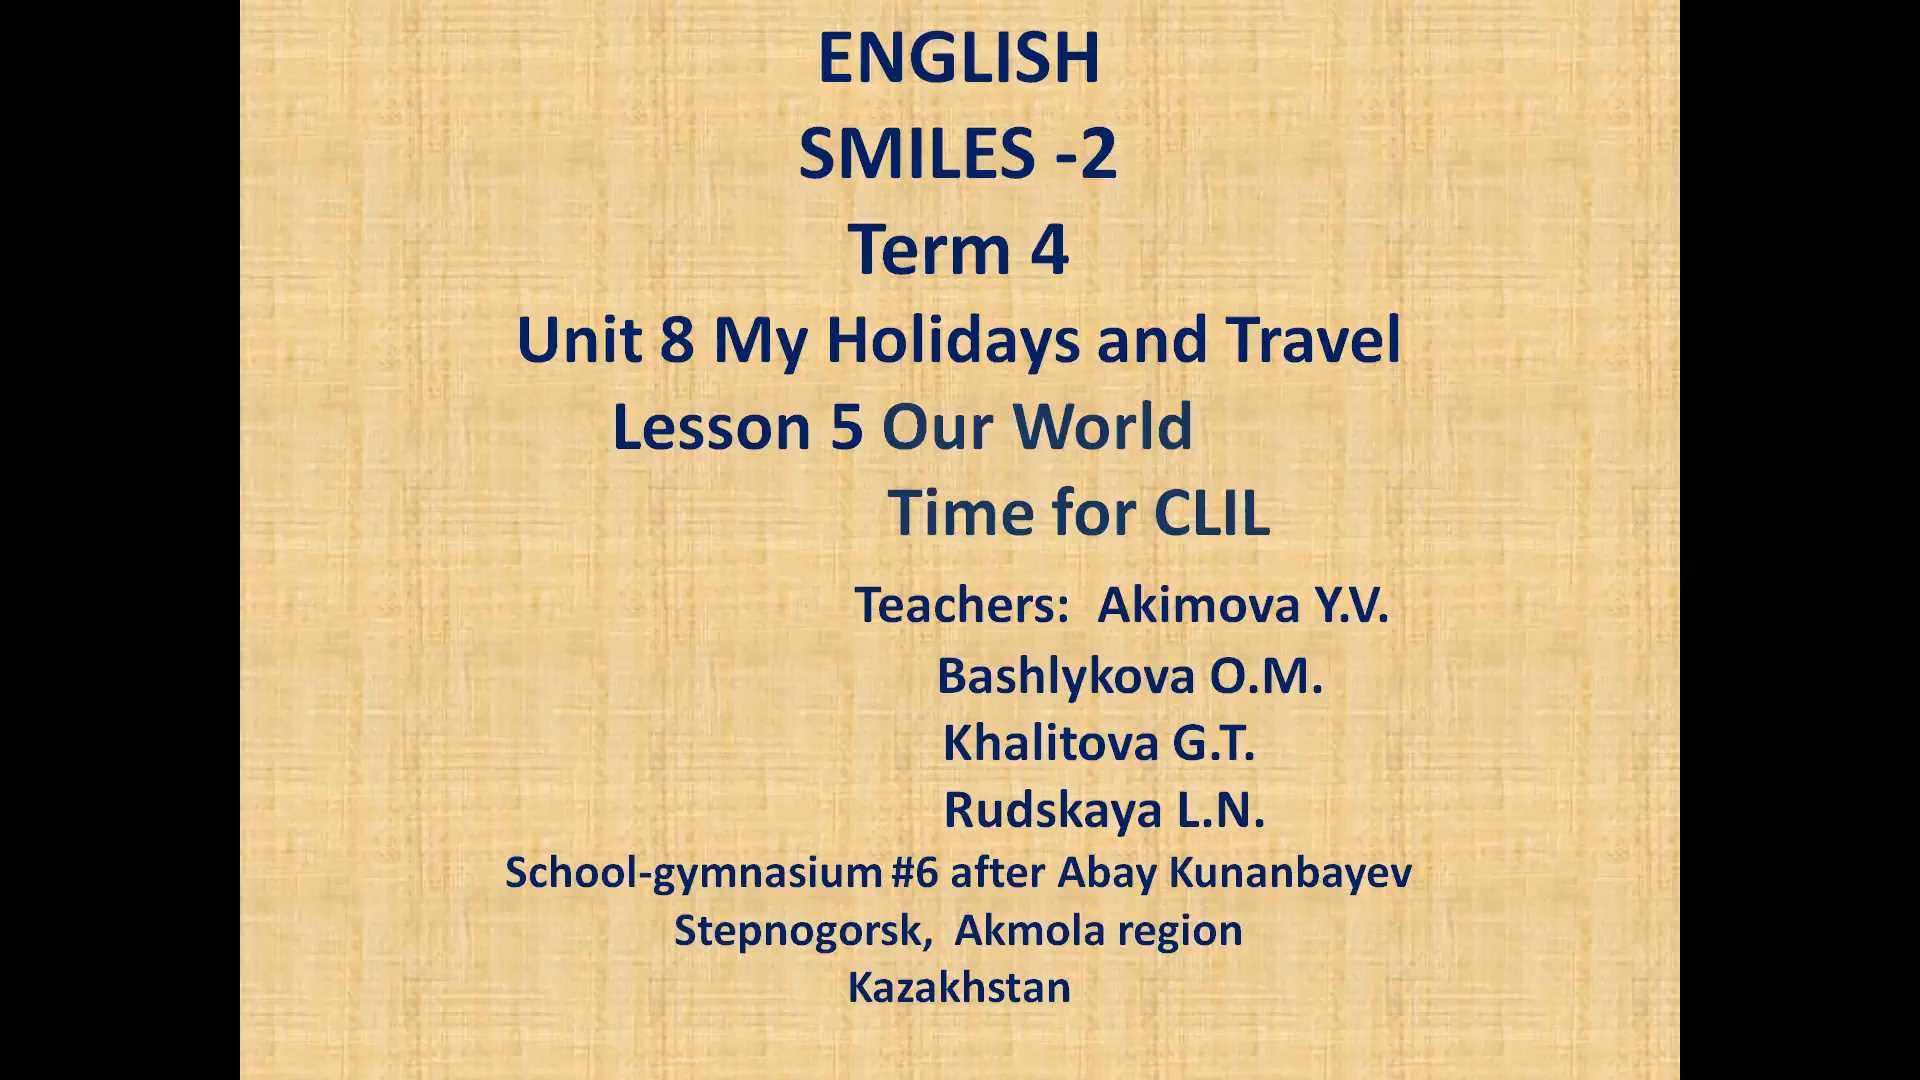 ENGLISH
SMILES -2
Term 4
Unit 8 My Holidays and Travel
Lesson 5 Our World
Time for CLIL
Teachers: Akimova Y.V.
Bashlykova O.M.
Khalitova G.T.
Rudskaya L.N.
School-gymnasium #6 after Abay Kunanbayev
Stepnogorsk, Akmola region
Kazakhstan